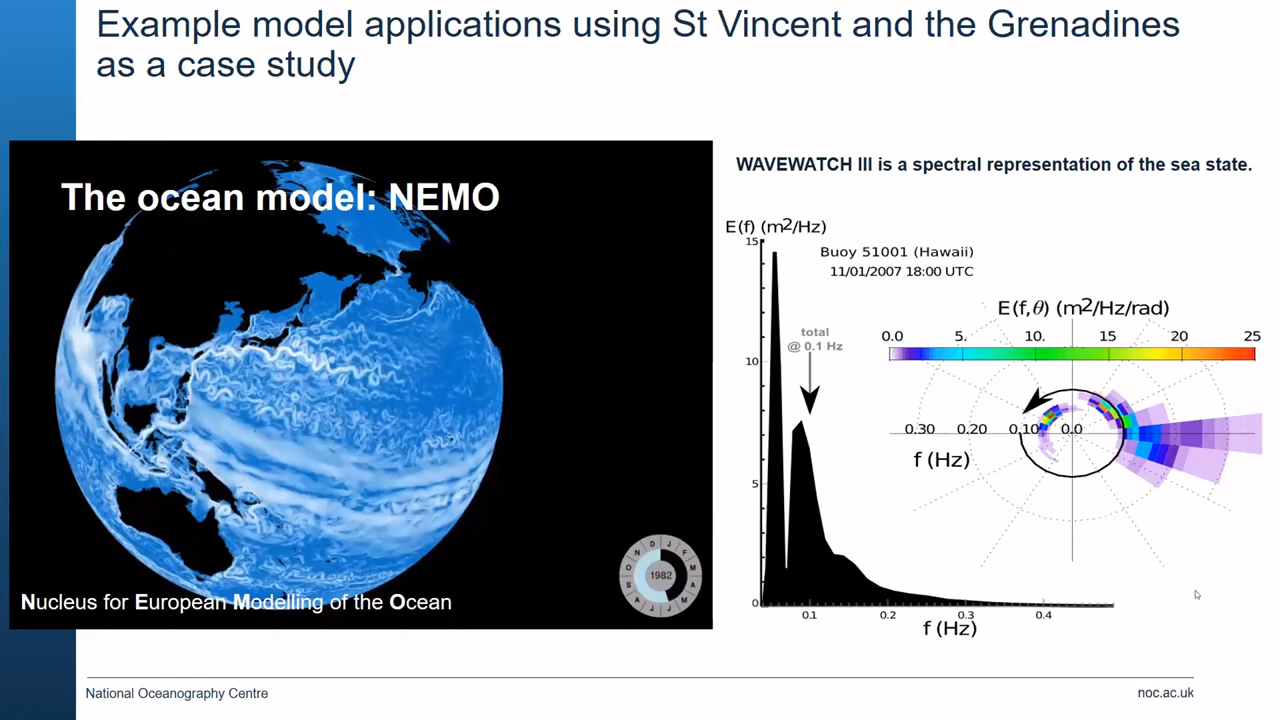 Example model applications using St Vincent and the Grenadines
as a case study
The ocean model: NEMO
Nucleus for European Modelling of the Ocean
1982
D
J
F
M
A
M
J
J
A
S
O
N
WAVEWATCH III is a spectral representation of the sea state.
E(f) (m2/Hz)
15
10
5
0
Buoy 51001 (Hawaii)
11/01/2007 18:00 UTC
total
@ 0.1 Hz
0.1 0.2 0.3 0.4
f (Hz)
E(f,θ) (m2/Hz/rad)
0.0 5. 10. 15 20 25
0.30 0.20 0.10 0.0
f (Hz)
National Oceanography Centre
noc.ac.uk